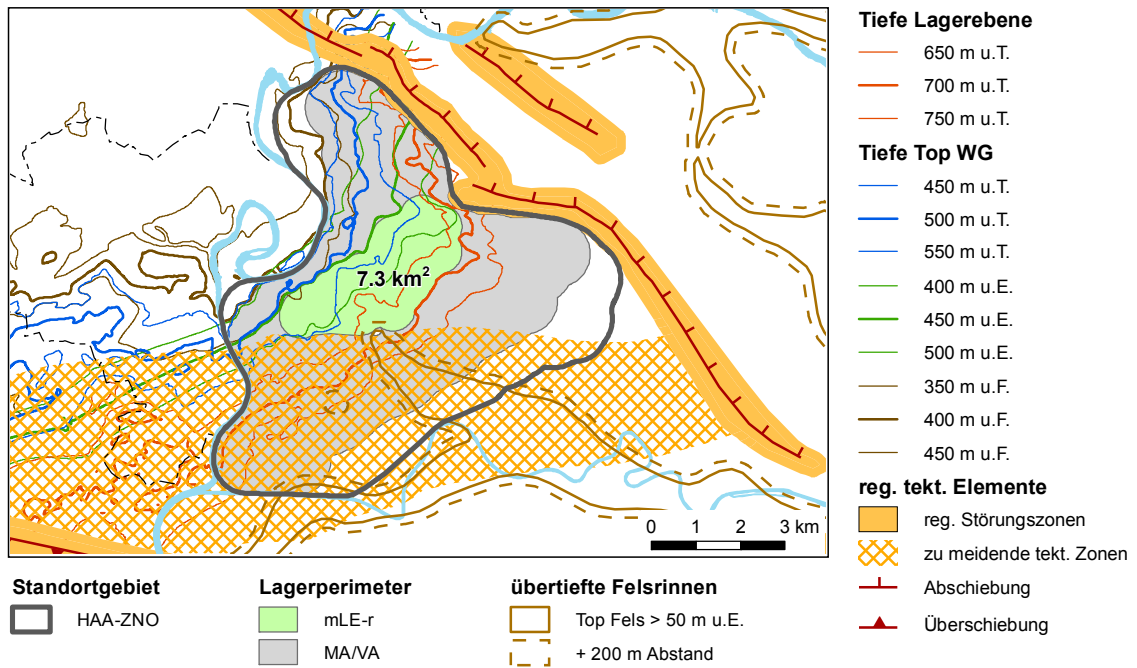 7.3 km²
0 1 2 3 km
Tiefe Lagerebene
650 m u.T.
700 m u.T.
750 m u.T.
Tiefe Top WG
450 m u.T.
500 m u.T.
550 m u.T.
400 m u.E.
450 m u.E.
500 m u.E.
350 m u.F.
400 m u.F.
450 m u.F.
reg. tekt. Elemente
reg. Störungszonen
zu meidende tekt. Zonen
Abschiebung
Überschiebung
Standortgebiet
HAA-ZNO
Lagerperimeter
mLE-r
MA/VA
übertiefte Felsrinnen
Top Fels > 50 m u.E.
+ 200 m Abstand